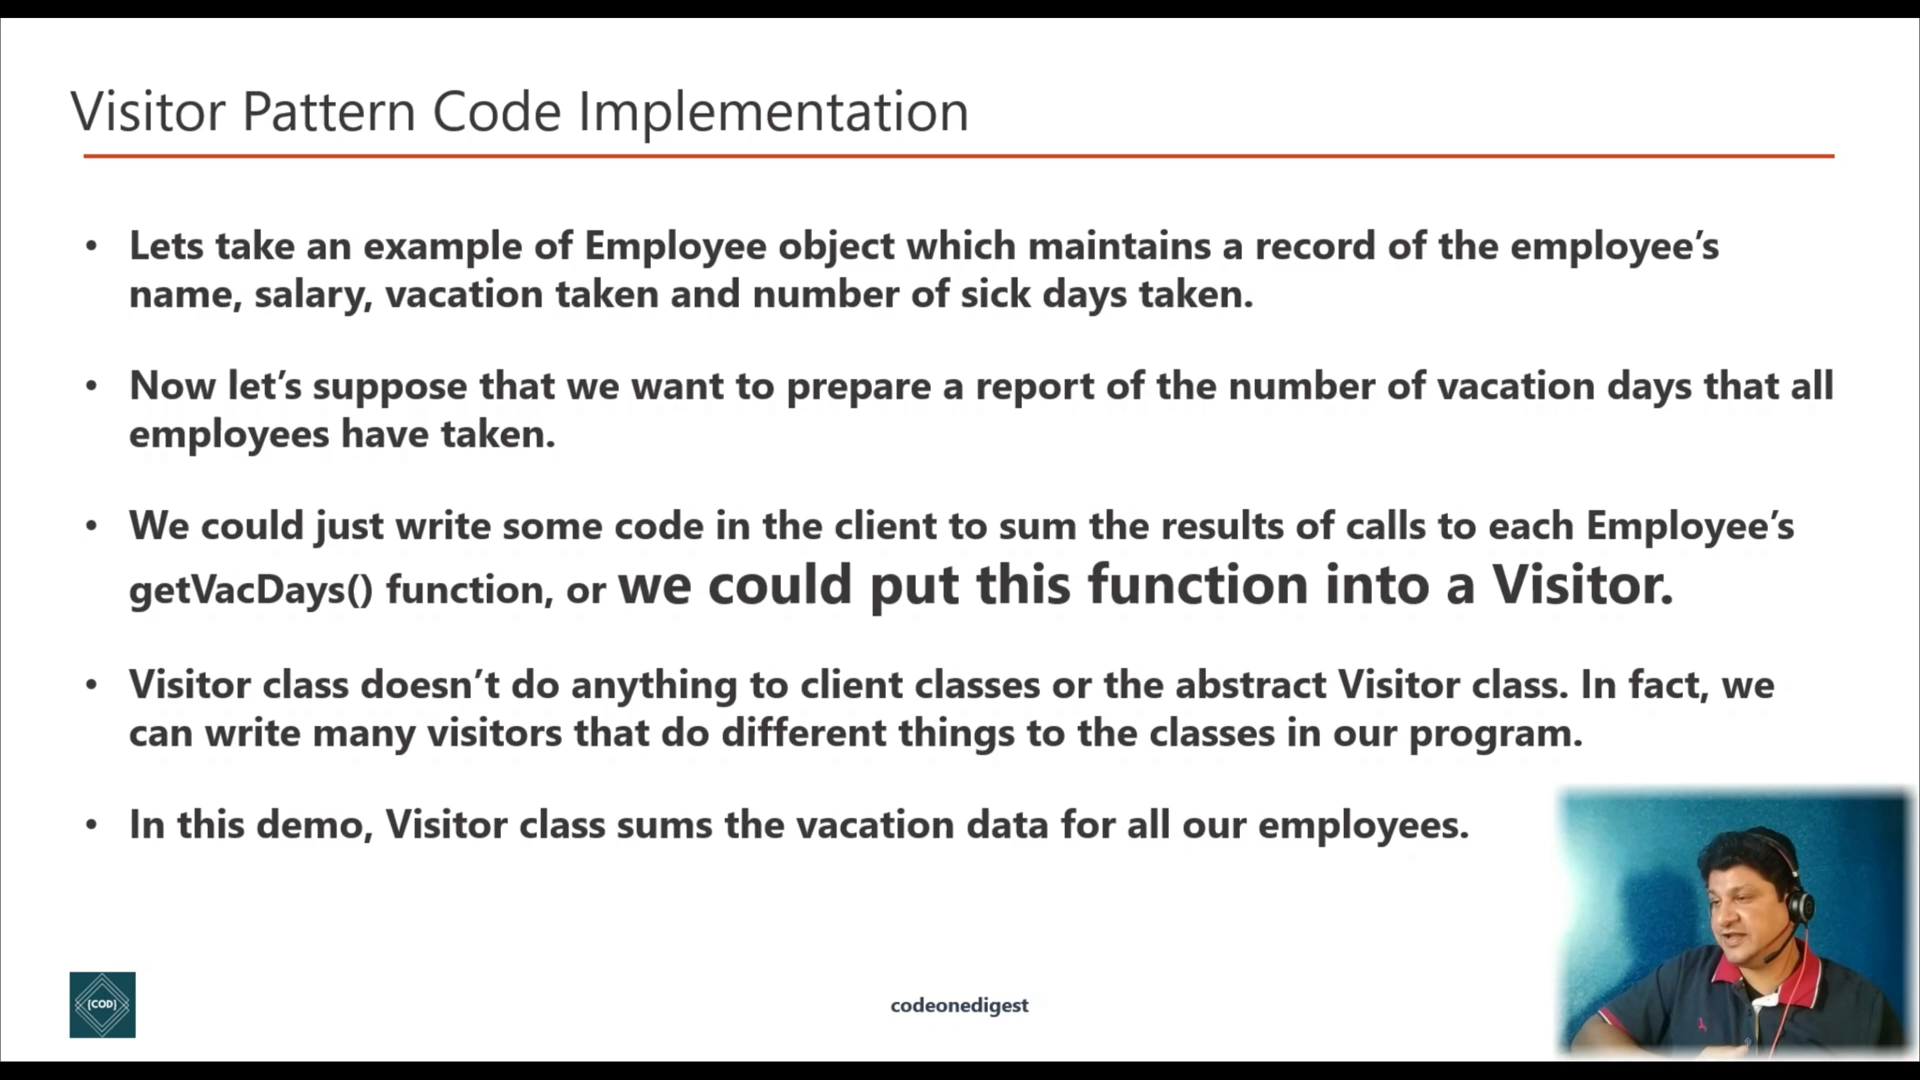 Visitor Pattern Code Implementation
• Lets take an example of Employee object which maintains a record of the employee’s
name, salary, vacation taken and number of sick days taken.
• Now let’s suppose that we want to prepare a report of the number of vacation days that all
employees have taken.
• We could just write some code in the client to sum the results of calls to each Employee’s
getVacDays() function, or we could put this function into a Visitor.
• Visitor class doesn’t do anything to client classes or the abstract Visitor class. In fact, we
can write many visitors that do different things to the classes in our program.
• In this demo, Visitor class sums the vacation data for all our employees.
{COD}
codeonedigest